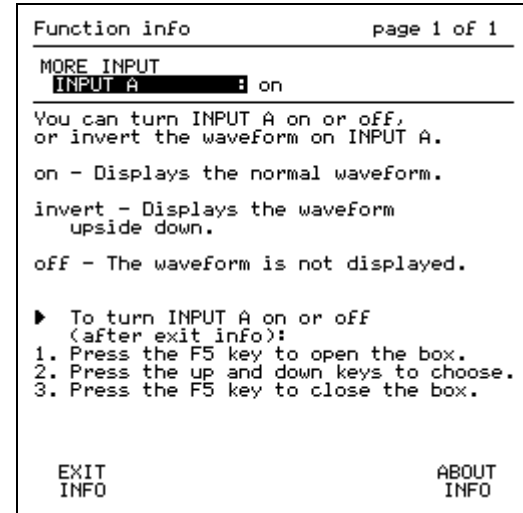 Function info page 1 of 1
MORE INPUT
INPUT A : on
You can turn INPUT A on or off,
or invert the waveform on INPUT A.
on - Displays the normal waveform.
invert - Displays the waveform
upside down.
off - The waveform is not displayed.
▶ To turn INPUT A on or off
(after exit info):
1. Press the F5 key to open the box.
2. Press the up and down keys to choose.
3. Press the F5 key to close the box.
EXIT ABOUT
INFO INFO